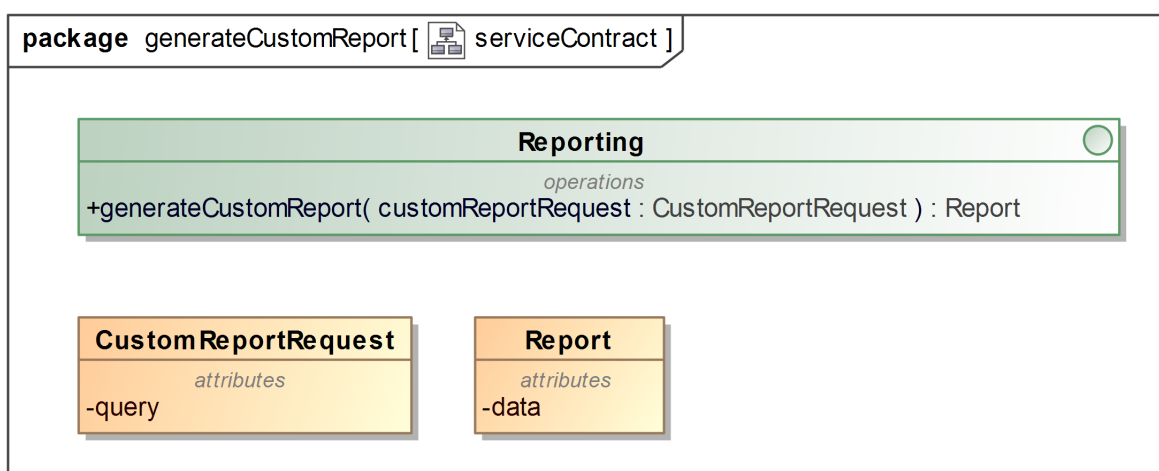 package generateCustomReport [ serviceContract ]
Reporting
operations
+generateCustomReport( customReportRequest : CustomReportRequest ) : Report
CustomReportRequest
attributes
-query
Report
attributes
-data